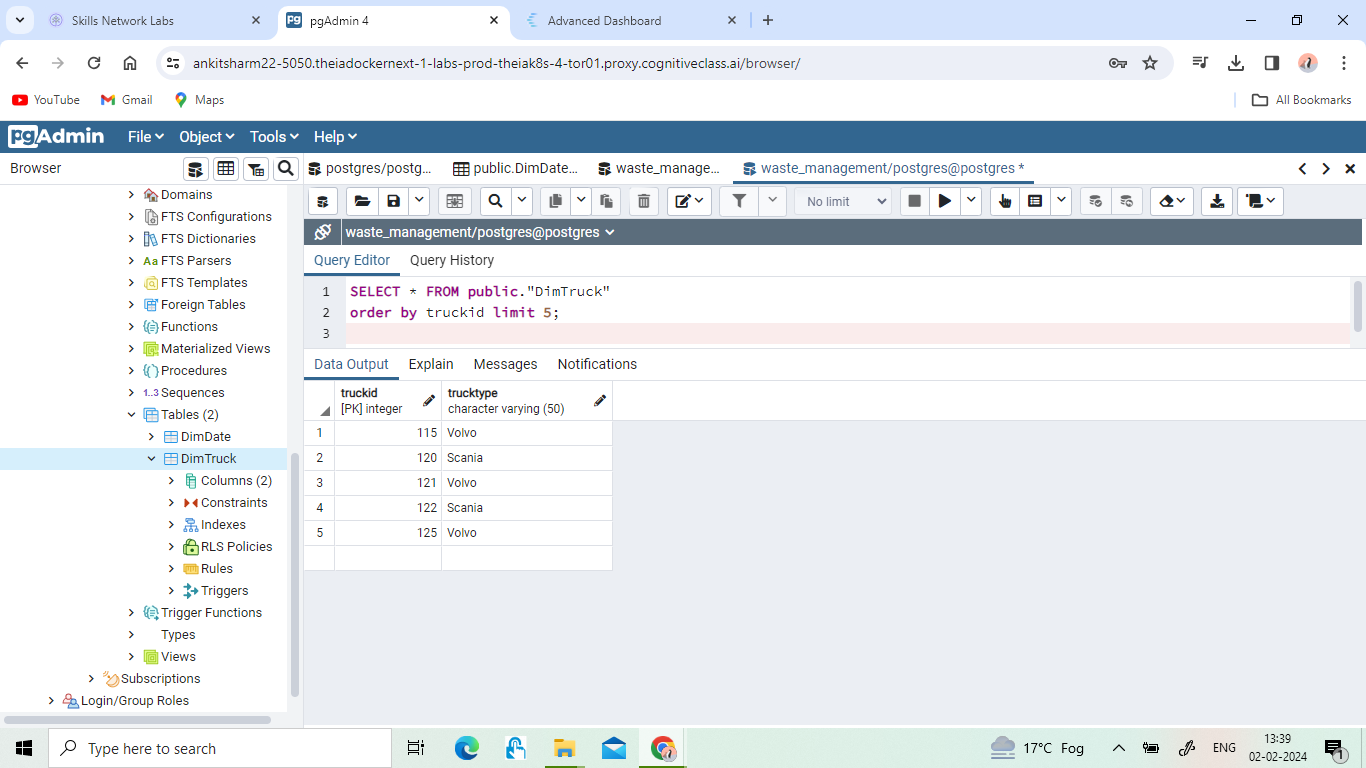 Skills Network Labs
pgAdmin 4
Advanced Dashboard
ankitsharm22-5050.theiadockernext-1-labs-prod-theiak8s-4-tor01.proxy.cognitiveclass.ai/browser/
YouTube
Gmail
Maps
All Bookmarks
pgAdmin
File
Object
Tools
Help
Browser
postgres/postg...
public.DimDate...
waste_manage...
waste_management/postgres@postgres *
No limit
waste_management/postgres@postgres
Query Editor
Query History
1 SELECT * FROM public."DimTruck"
2 order by truckid limit 5;
3
Data Output
Explain
Messages
Notifications
truckid
[PK] integer
trucktype
character varying (50)
1 115 Volvo
2 120 Scania
3 121 Volvo
4 122 Scania
5 125 Volvo
Domains
FTS Configurations
FTS Dictionaries
Aa FTS Parsers
FTS Templates
Foreign Tables
Functions
Materialized Views
Procedures
1..3 Sequences
Tables (2)
DimDate
DimTruck
Columns (2)
Constraints
Indexes
RLS Policies
Rules
Triggers
Trigger Functions
Types
Views
Subscriptions
Login/Group Roles
Type here to search
17°C Fog
ENG
13:39
02-02-2024
1